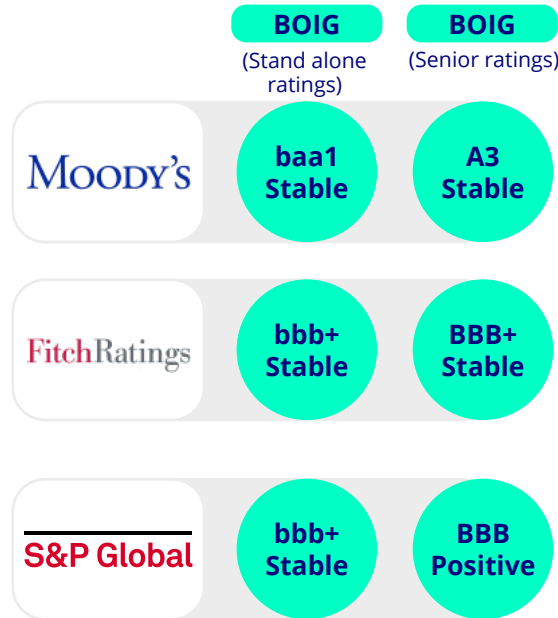 BOIG BOIG
(Stand alone ratings) (Senior ratings)
MOODY'S
baa1 Stable
A3 Stable
FitchRatings
bbb+ Stable
BBB+ Stable
S&P Global
bbb+ Stable
BBB Positive